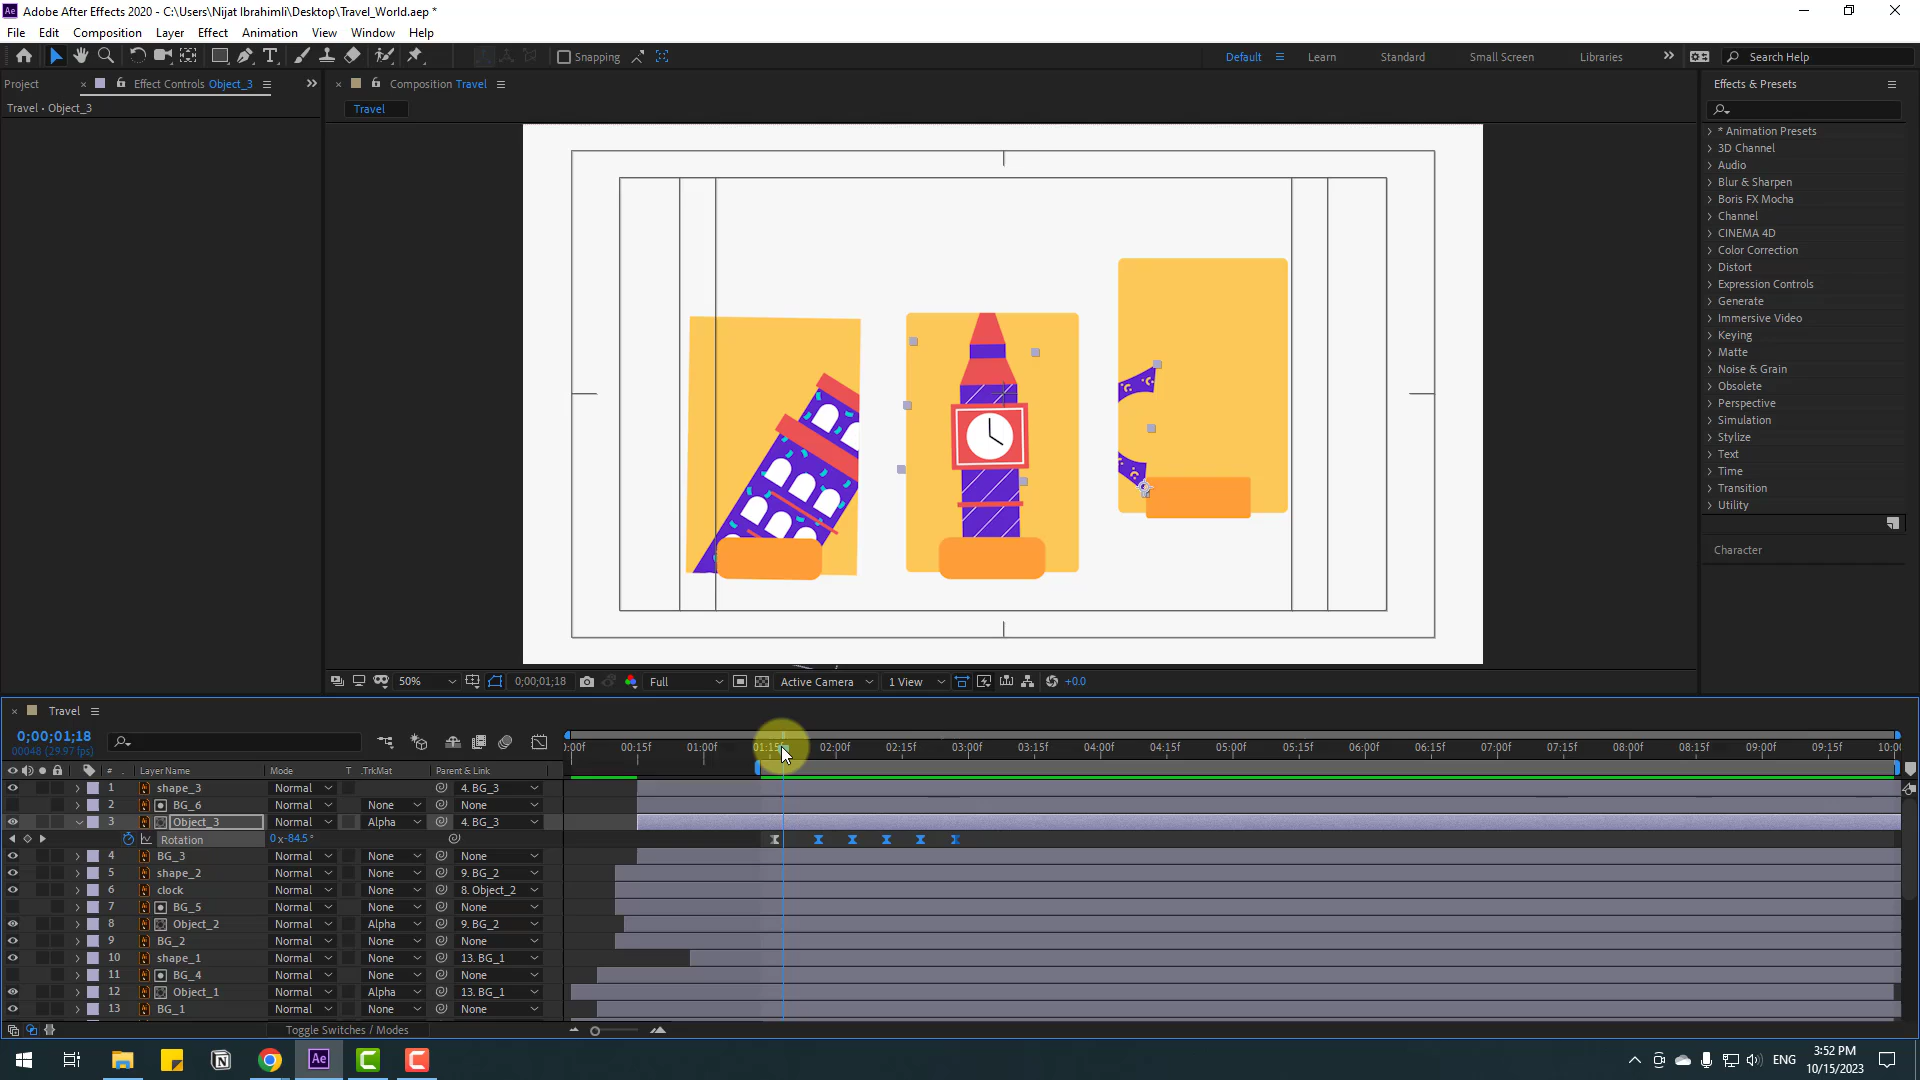 Adobe After Effects 2020 - C:\Users\Nijat Ibrahimli\Desktop\Travel_World.aep *
File Edit Composition Layer Effect Animation View Window Help
Snapping Default Learn Standard Small Screen Libraries Search Help
Project Effect Controls Object_3 Composition Travel Effects & Presets
Travel • Object_3
Travel
* Animation Presets
3D Channel
Audio
Blur & Sharpen
Boris FX Mocha
Channel
CINEMA 4D
Color Correction
Distort
Expression Controls
Generate
Immersive Video
Keying
Matte
Noise & Grain
Obsolete
Perspective
Simulation
Stylize
Text
Time
Transition
Utility
Character
50% 0;00;01;18 Full Active Camera 1 View +0.0
Travel
0;00;01;18
00048 (29.97 fps)
:00f 00:15f 01:00f 01:15f 02:00f 02:15f 03:00f 03:15f 04:00f 04:15f 05:00f 05:15f 06:00f 06:15f 07:00f 07:15f 08:00f 08:15f 09:00f 09:15f 10:00
# Layer Name Mode T .TrkMat Parent & Link
1 shape_3 Normal 4. BG_3
2 BG_6 Normal None None
3 Object_3 Normal Alpha 4. BG_3
Rotation 0x-84.5°
4 BG_3 Normal None None
5 shape_2 Normal None 9. BG_2
6 clock Normal None 8. Object_2
7 BG_5 Normal None None
8 Object_2 Normal Alpha 9. BG_2
9 BG_2 Normal None None
10 shape_1 Normal None 13. BG_1
11 BG_4 Normal None None
12 Object_1 Normal Alpha 13. BG_1
13 BG_1 Normal None None
Toggle Switches / Modes
Ae
ENG
3:52 PM
10/15/2023